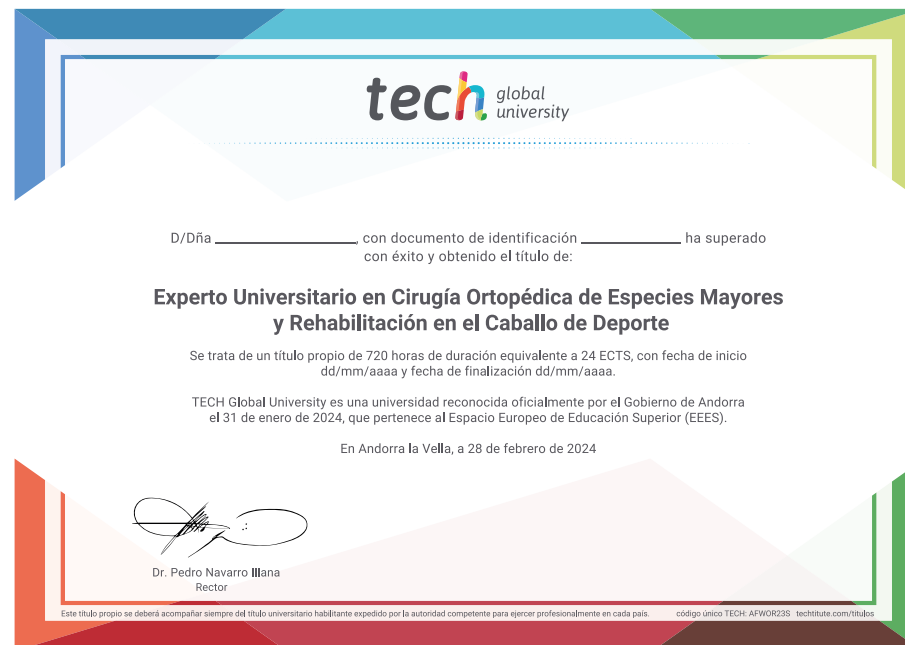 tech global university
D/Dña ______________, con documento de identificación __________ ha superado
con éxito y obtenido el título de:
Experto Universitario en Cirugía Ortopédica de Especies Mayores
y Rehabilitación en el Caballo de Deporte
Se trata de un título propio de 720 horas de duración equivalente a 24 ECTS, con fecha de inicio
dd/mm/aaaa y fecha de finalización dd/mm/aaaa.
TECH Global University es una universidad reconocida oficialmente por el Gobierno de Andorra
el 31 de enero de 2024, que pertenece al Espacio Europeo de Educación Superior (EEES).
En Andorra la Vella, a 28 de febrero de 2024
Dr. Pedro Navarro Illana
Rector
Este título propio se deberá acompañar siempre del título universitario habilitante expedido por la autoridad competente para ejercer profesionalmente en cada país. código único TECH: AFWOR23S techtitute.com/titulos